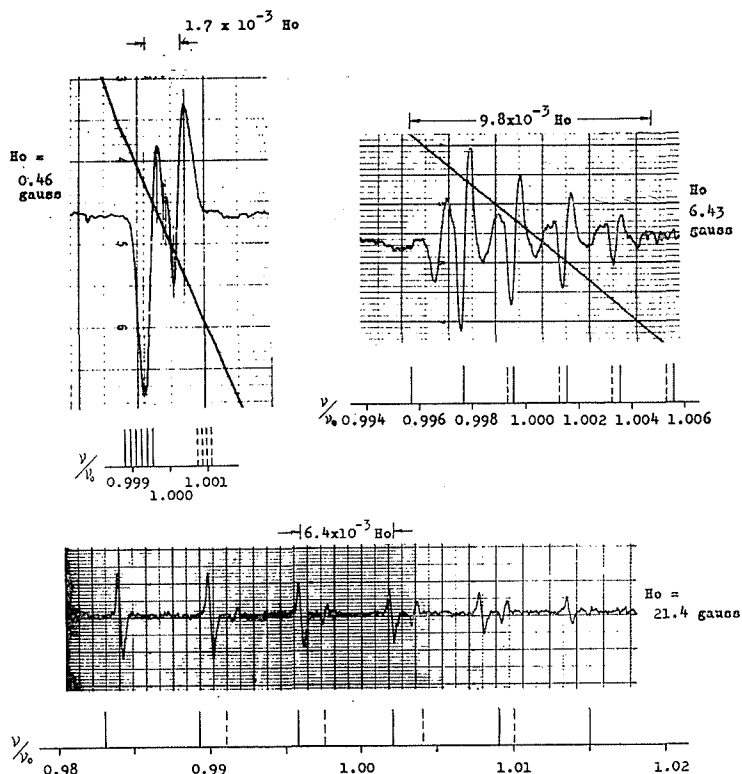 1.7 x 10⁻³ Ho
Ho =
0.46
gauss
5
6
ν/ν₀
0.999
1.000
1.001
9.8x10⁻³ Ho
Ho
6.43
gauss
ν/ν₀
0.994
0.996
0.998
1.000
1.002
1.004
1.006
6.4x10⁻³ Ho
Ho =
21.4 gauss
ν/ν₀
0.98
0.99
1.00
1.01
1.02